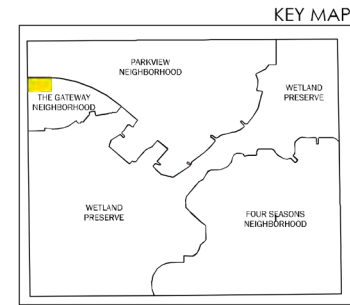 KEY MAP
PARKVIEW
NEIGHBORHOOD
WETLAND
PRESERVE
THE GATEWAY
NEIGHBORHOOD
WETLAND
PRESERVE
FOUR SEASONS
NEIGHBORHOOD